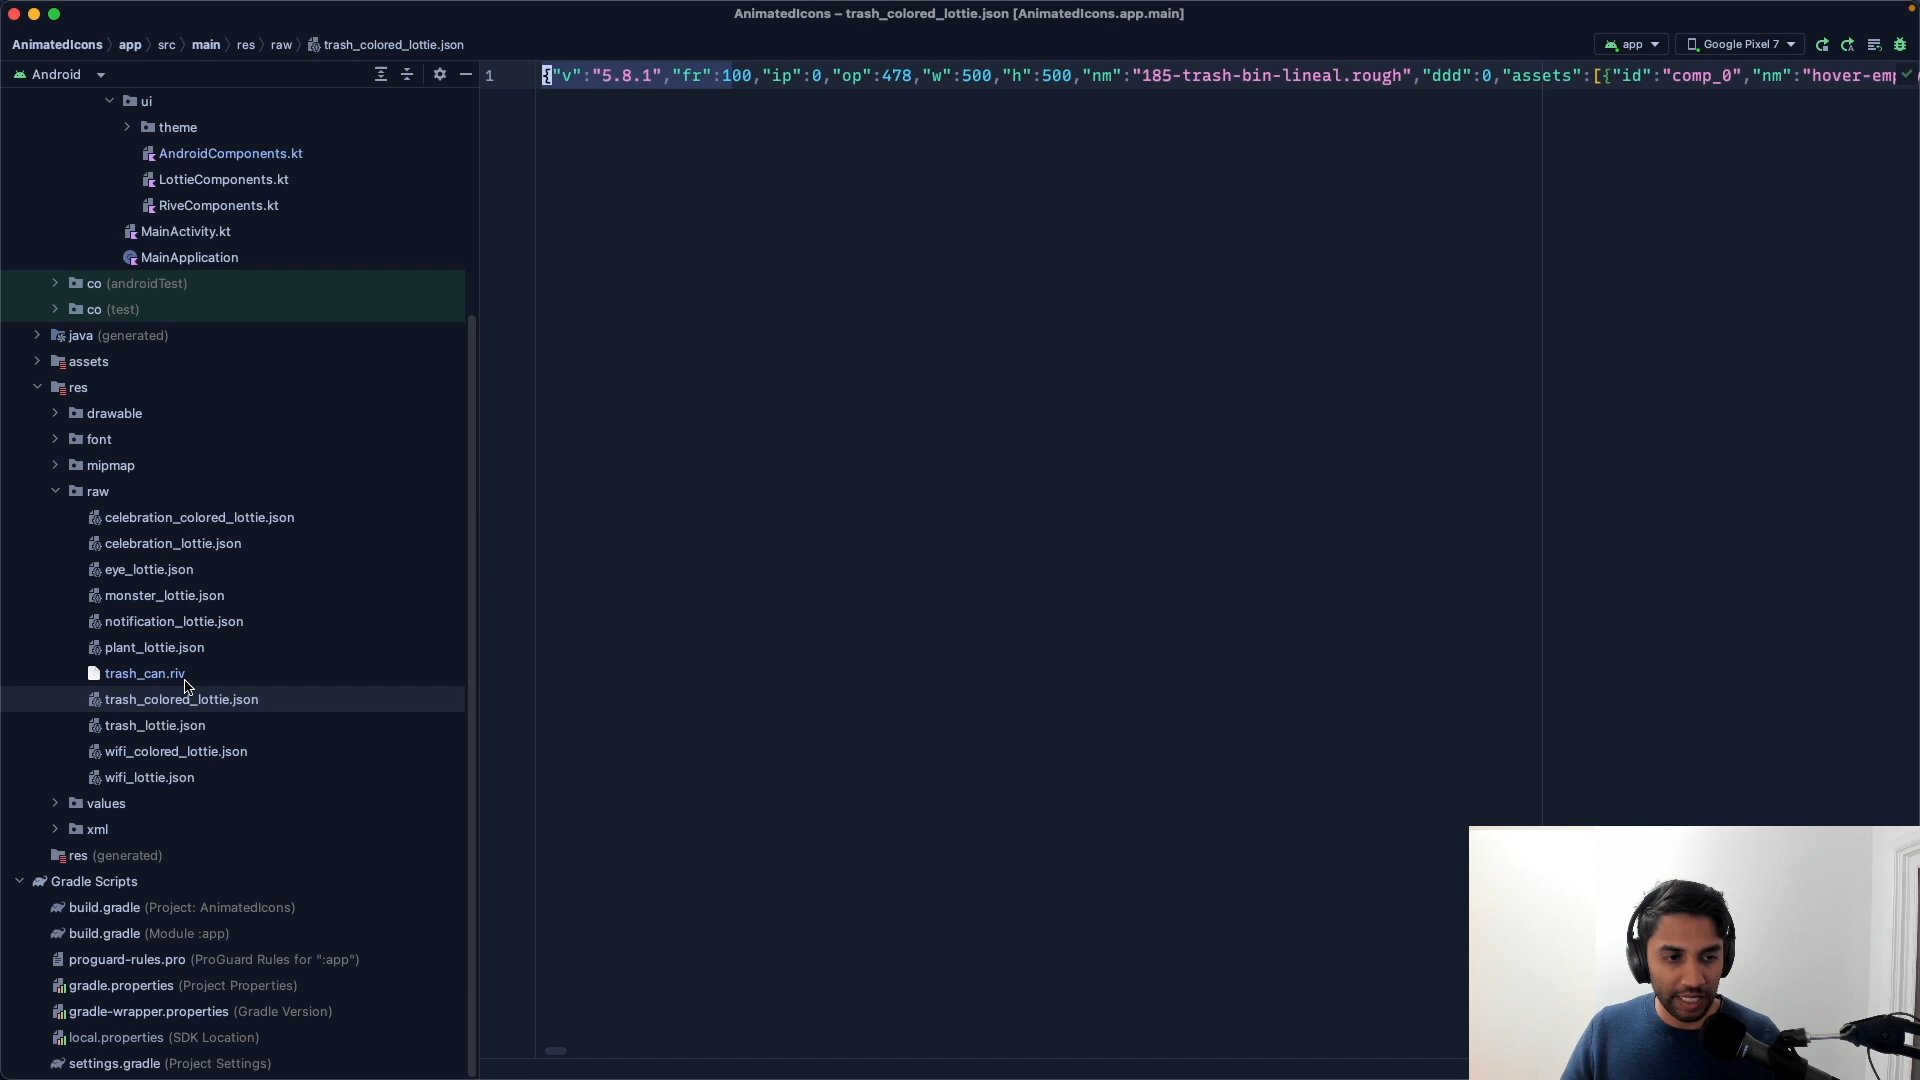 AnimatedIcons – trash_colored_lottie.json [AnimatedIcons.app.main]
AnimatedIcons app src main res raw trash_colored_lottie.json
app Google Pixel 7
Android
1 {"v":"5.8.1","fr":100,"ip":0,"op":478,"w":500,"h":500,"nm":"185-trash-bin-lineal.rough","ddd":0,"assets":[{"id":"comp_0","nm":"hover-emp
ui
theme
AndroidComponents.kt
LottieComponents.kt
RiveComponents.kt
MainActivity.kt
MainApplication
co (androidTest)
co (test)
java (generated)
assets
res
drawable
font
mipmap
raw
celebration_colored_lottie.json
celebration_lottie.json
eye_lottie.json
monster_lottie.json
notification_lottie.json
plant_lottie.json
trash_can.riv
trash_colored_lottie.json
trash_lottie.json
wifi_colored_lottie.json
wifi_lottie.json
values
xml
res (generated)
Gradle Scripts
build.gradle (Project: AnimatedIcons)
build.gradle (Module :app)
proguard-rules.pro (ProGuard Rules for ":app")
gradle.properties (Project Properties)
gradle-wrapper.properties (Gradle Version)
local.properties (SDK Location)
settings.gradle (Project Settings)